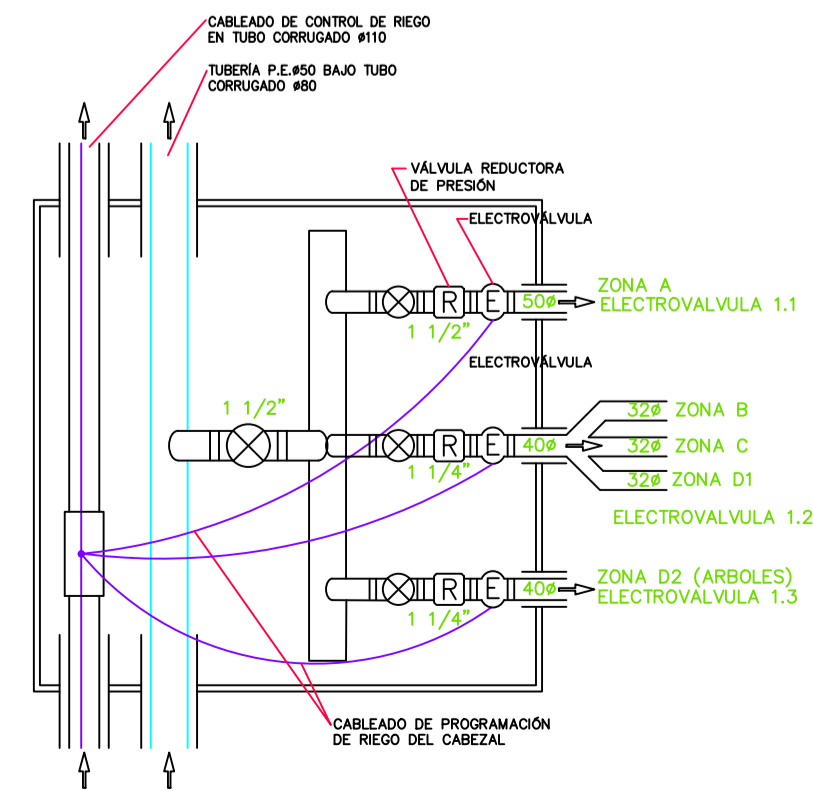 CABLEADO DE CONTROL DE RIEGO
EN TUBO CORRUGADO ø110
TUBERÍA P.E.ø50 BAJO TUBO
CORRUGADO ø80
VÁLVULA REDUCTORA
DE PRESIÓN
ELECTROVÁLVULA
R
E
50ø
ZONA A
ELECTROVALVULA 1.1
1 1/2”
ELECTROVÁLVULA
1 1/2”
32ø ZONA B
R
E
40ø
32ø ZONA C
1 1/4”
32ø ZONA D1
ELECTROVALVULA 1.2
R
E
40ø
ZONA D2 (ARBOLES)
ELECTROVALVULA 1.3
1 1/4”
CABLEADO DE PROGRAMACIÓN
DE RIEGO DEL CABEZAL